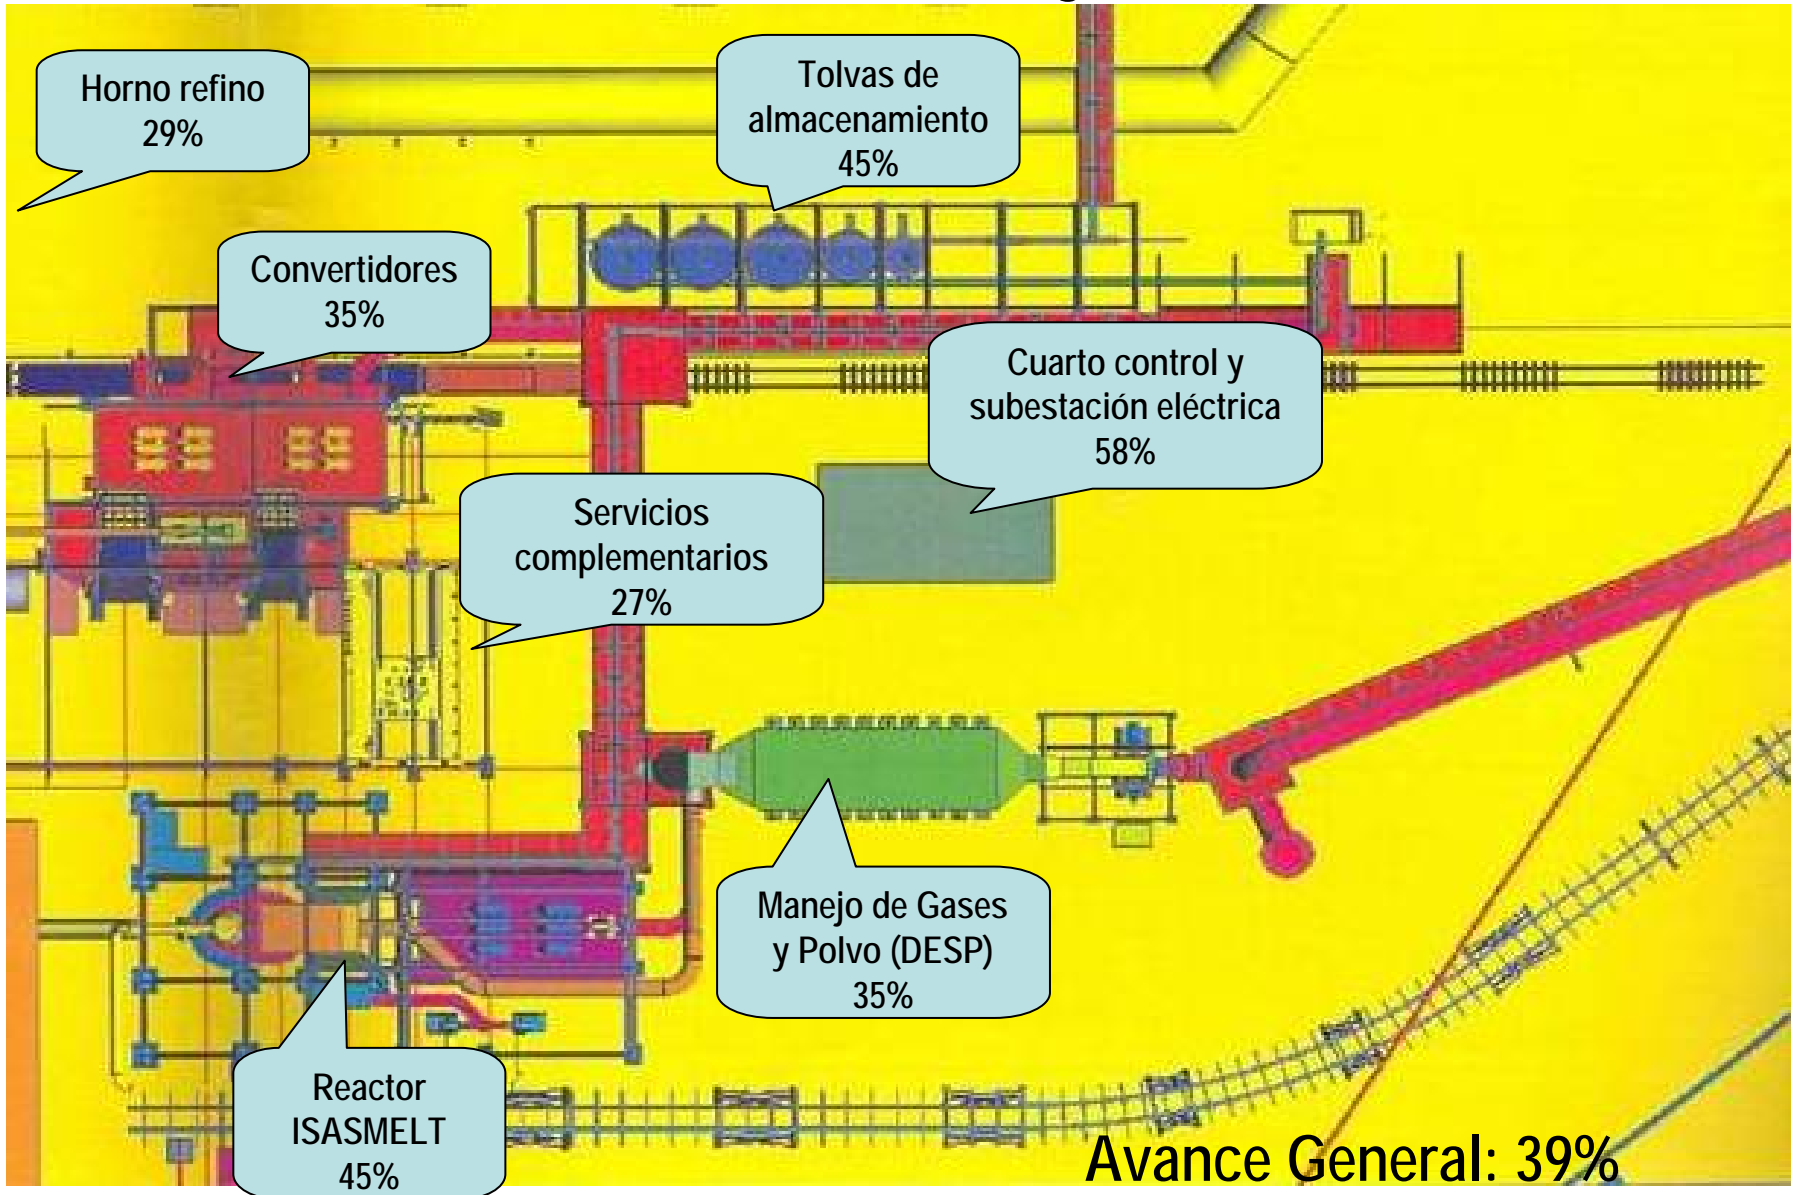 Horno refino
29%
Tolvas de
almacenamiento
45%
Convertidores
35%
Cuarto control y
subestación eléctrica
58%
Servicios
complementarios
27%
Manejo de Gases
y Polvo (DESP)
35%
Reactor
ISASMELT
45%
Avance General: 39%